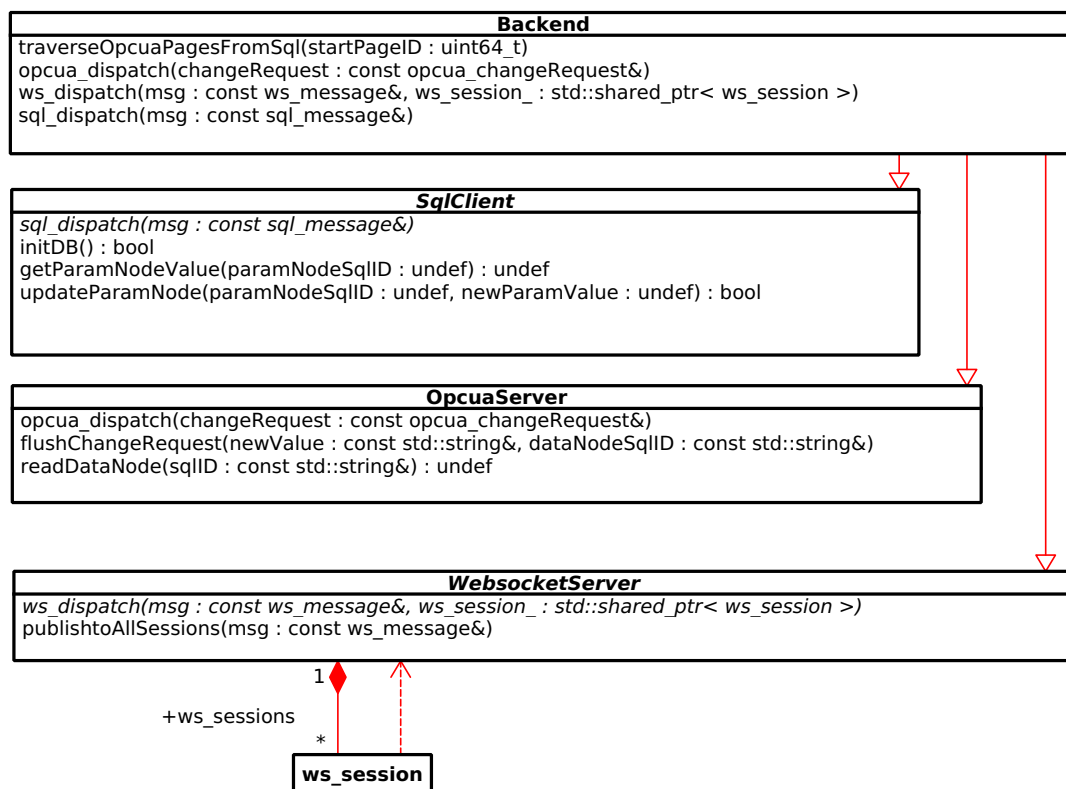 Backend
traverseOpcuaPagesFromSql(startPageID : uint64_t)
opcua_dispatch(changeRequest : const opcua_changeRequest&)
ws_dispatch(msg : const ws_message&, ws_session_ : std::shared_ptr< ws_session >)
sql_dispatch(msg : const sql_message&)
SqlClient
sql_dispatch(msg : const sql_message&)
initDB() : bool
getParamNodeValue(paramNodeSqlID : undef) : undef
updateParamNode(paramNodeSqlID : undef, newParamValue : undef) : bool
OpcuaServer
opcua_dispatch(changeRequest : const opcua_changeRequest&)
flushChangeRequest(newValue : const std::string&, dataNodeSqlID : const std::string&)
readDataNode(sqlID : const std::string&) : undef
WebsocketServer
ws_dispatch(msg : const ws_message&, ws_session_ : std::shared_ptr< ws_session >)
publishtoAllSessions(msg : const ws_message&)
1
+ws_sessions
*
ws_session